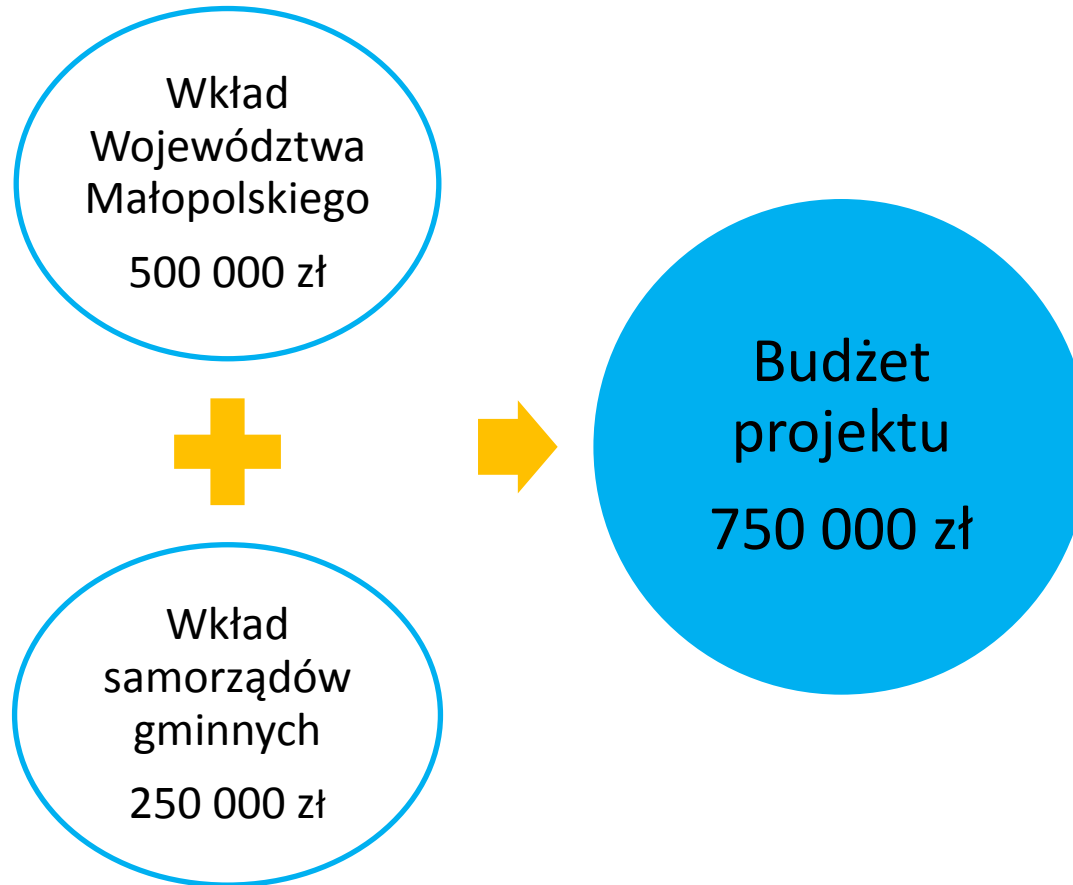 Wkład
Województwa
Małopolskiego
500 000 zł
Wkład
samorządów
gminnych
250 000 zł
Budżet
projektu
750 000 zł